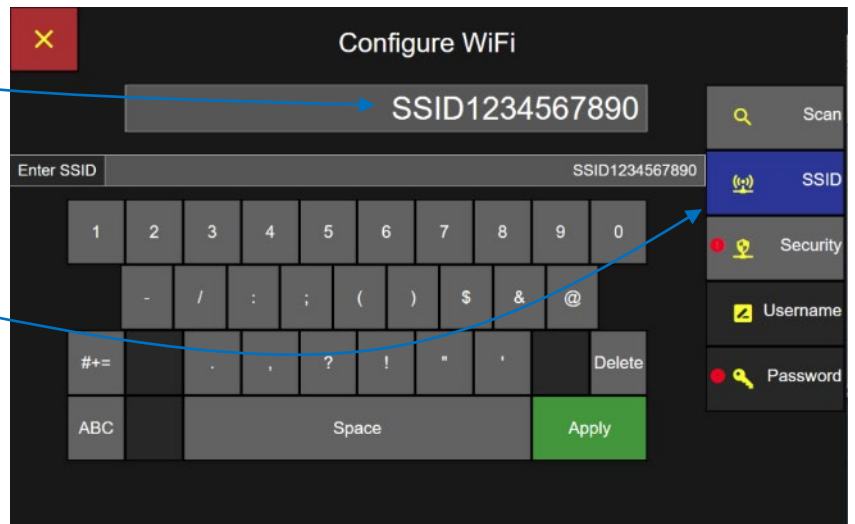 × Configure WiFi
SSID1234567890
Scan
Enter SSID SSID1234567890
SSID
1 2 3 4 5 6 7 8 9 0
Security
- / : ; ( ) $ & @
Username
#+= . , ? ! " ' Delete
Password
ABC Space Apply